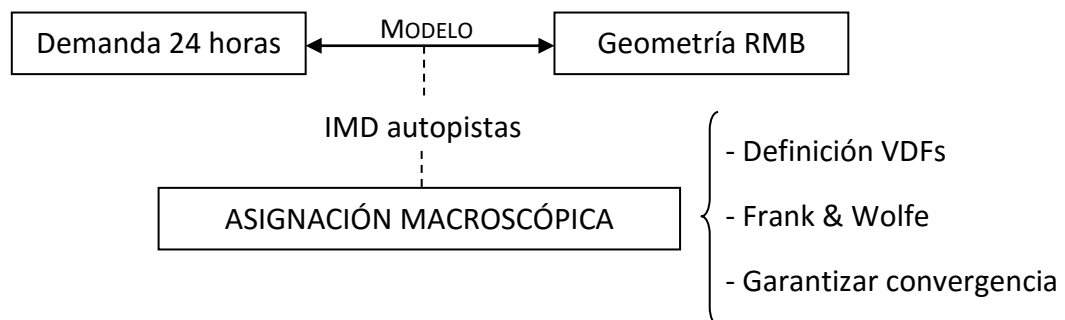 Demanda 24 horas
MODELO
Geometría RMB
IMD autopistas
ASIGNACIÓN MACROSCÓPICA
- Definición VDFs
- Frank & Wolfe
- Garantizar convergencia